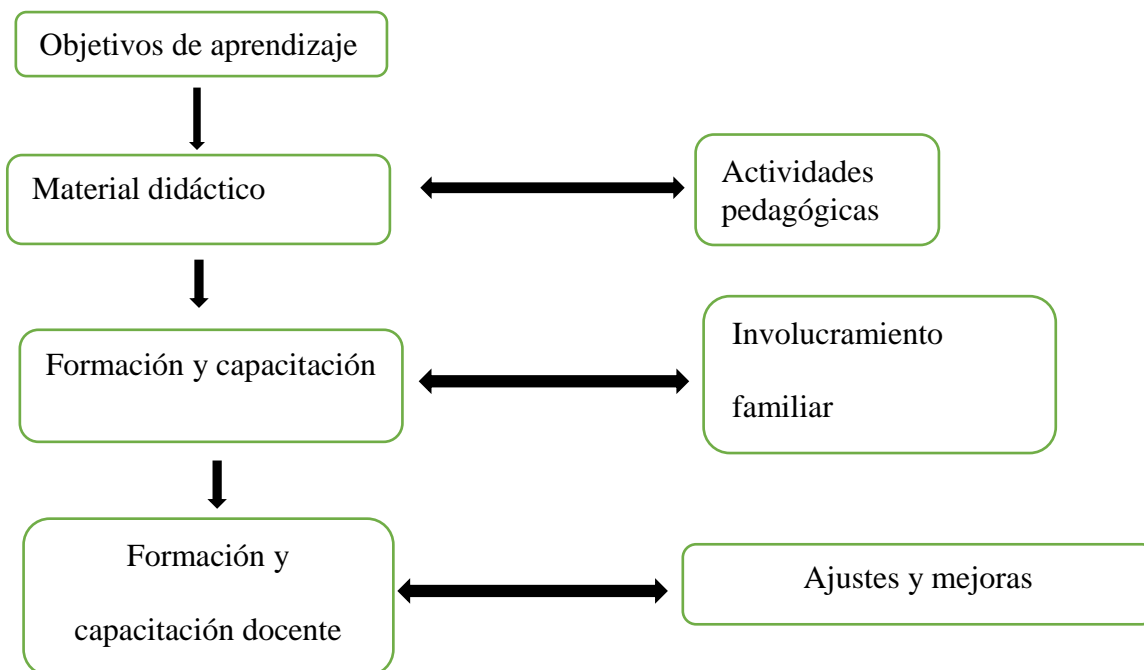 Objetivos de aprendizaje
Material didáctico
Actividades
pedagógicas
Formación y capacitación
Involucramiento
familiar
Formación y
capacitación docente
Ajustes y mejoras